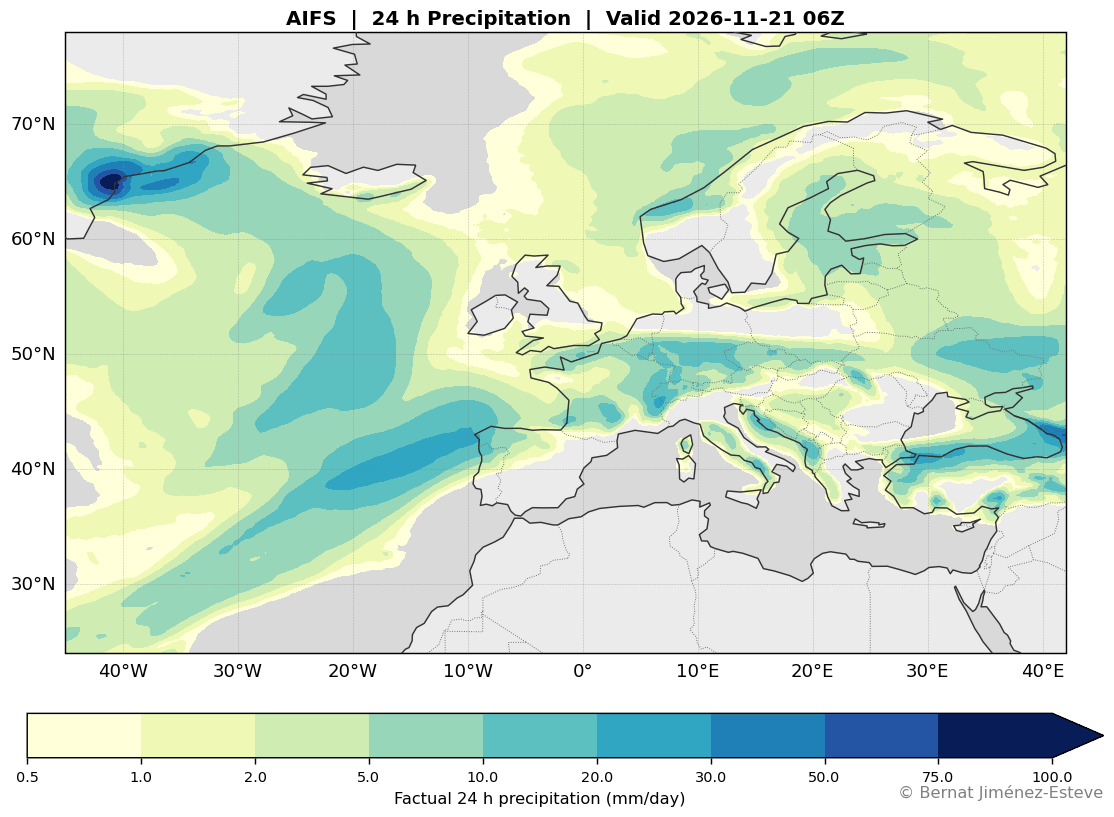 AIFS | 24 h Precipitation | Valid 2026-11-21 06Z
70°N
60°N
50°N
40°N
30°N
40°W 30°W 20°W 10°W 0° 10°E 20°E 30°E 40°E
0.5 1.0 2.0 5.0 10.0 20.0 30.0 50.0 75.0 100.0
Factual 24 h precipitation (mm/day)
© Bernat Jiménez-Esteve